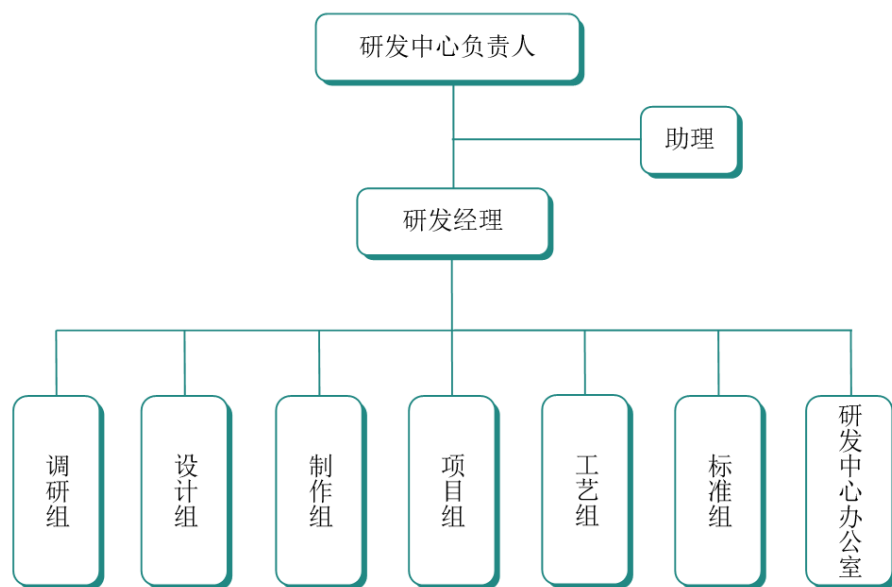 研发中心负责人
助理
研发经理
调研组
设计组
制作组
项目组
工艺组
标准组
研发中心办公室